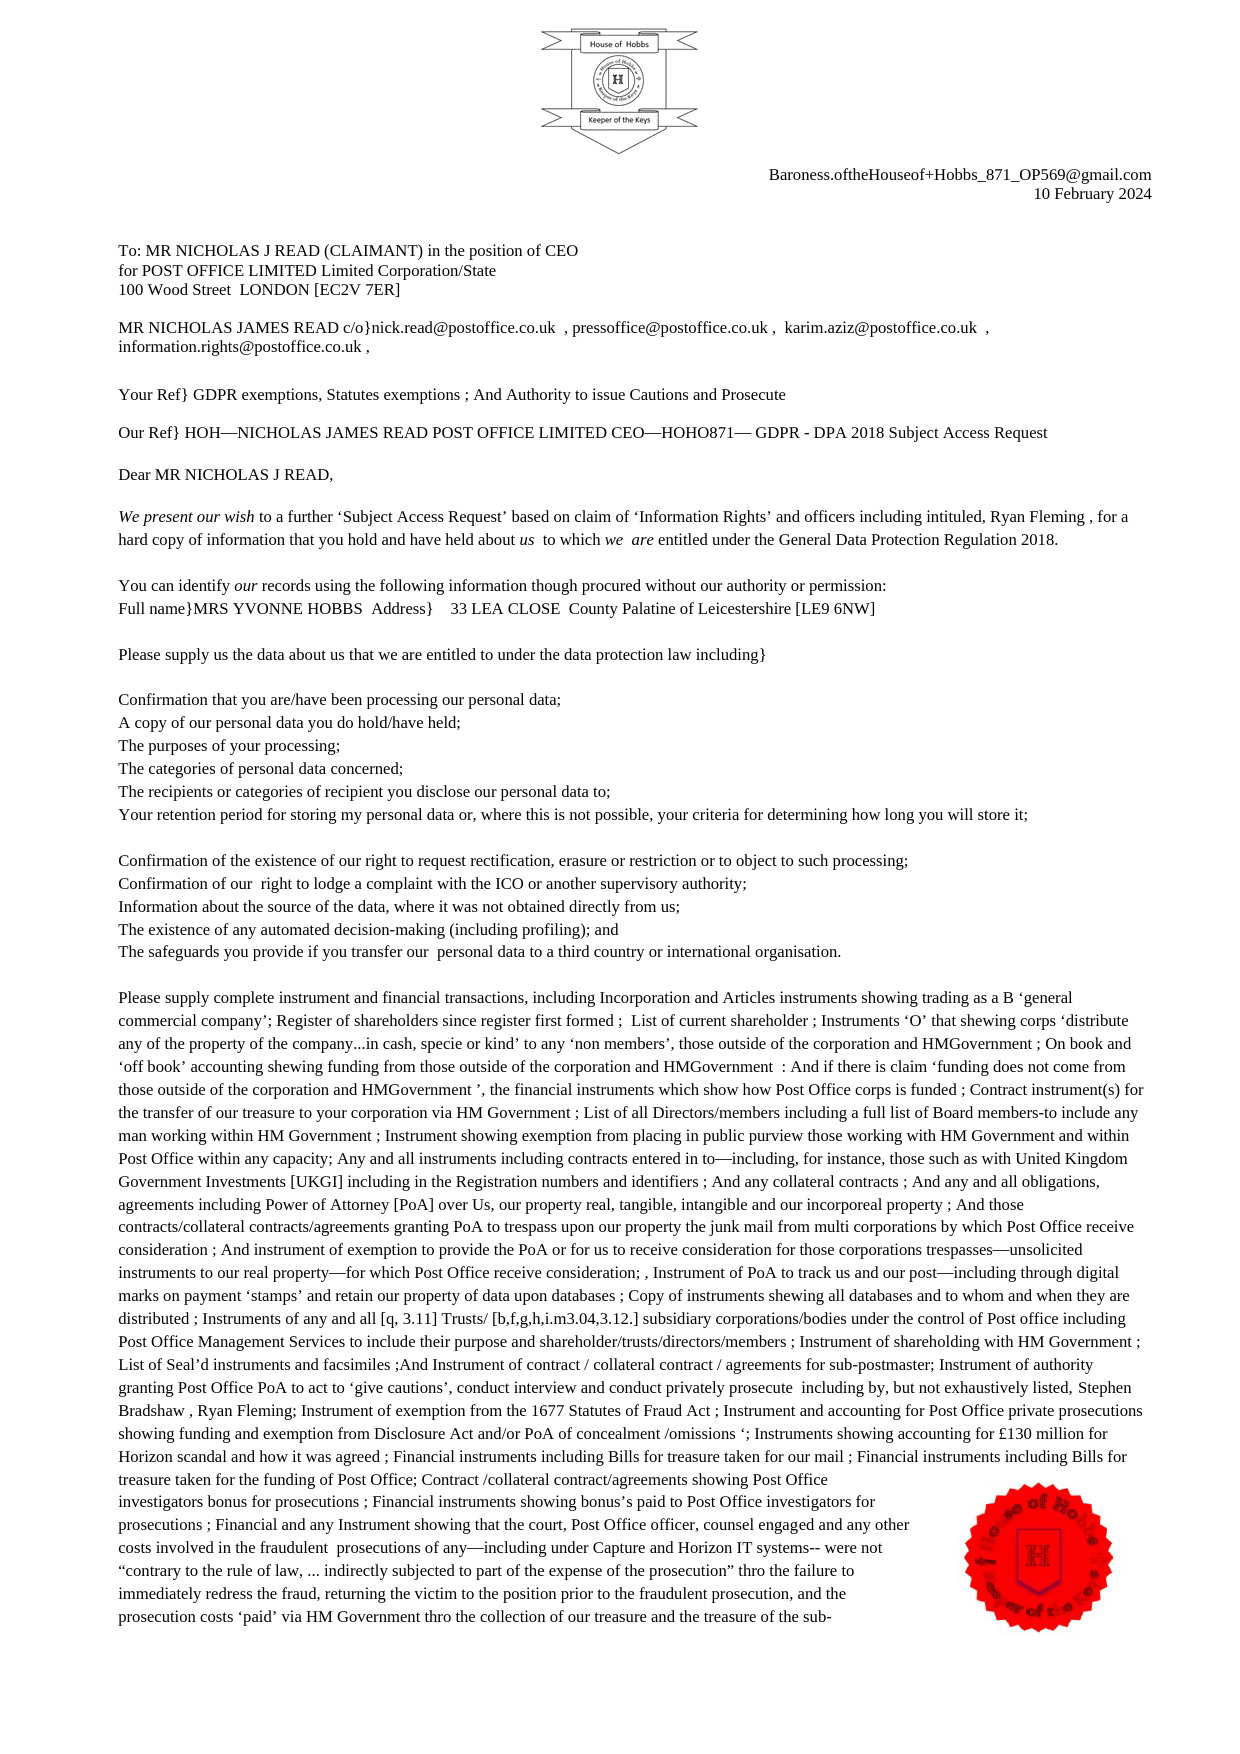 House of Hobbs
House of Hobbs
H
Keeper of the Keys
Keeper of the Keys
Baroness.oftheHouseof+Hobbs_871_OP569@gmail.com
10 February 2024
To: MR NICHOLAS J READ (CLAIMANT) in the position of CEO
for POST OFFICE LIMITED Limited Corporation/State
100 Wood Street LONDON [EC2V 7ER]
MR NICHOLAS JAMES READ c/o}nick.read@postoffice.co.uk , pressoffice@postoffice.co.uk , karim.aziz@postoffice.co.uk ,
information.rights@postoffice.co.uk ,
Your Ref} GDPR exemptions, Statutes exemptions ; And Authority to issue Cautions and Prosecute
Our Ref} HOH—NICHOLAS JAMES READ POST OFFICE LIMITED CEO—HOHO871— GDPR - DPA 2018 Subject Access Request
Dear MR NICHOLAS J READ,
We present our wish to a further ‘Subject Access Request’ based on claim of ‘Information Rights’ and officers including intituled, Ryan Fleming , for a
hard copy of information that you hold and have held about us to which we are entitled under the General Data Protection Regulation 2018.
You can identify our records using the following information though procured without our authority or permission:
Full name}MRS YVONNE HOBBS Address} 33 LEA CLOSE County Palatine of Leicestershire [LE9 6NW]
Please supply us the data about us that we are entitled to under the data protection law including}
Confirmation that you are/have been processing our personal data;
A copy of our personal data you do hold/have held;
The purposes of your processing;
The categories of personal data concerned;
The recipients or categories of recipient you disclose our personal data to;
Your retention period for storing my personal data or, where this is not possible, your criteria for determining how long you will store it;
Confirmation of the existence of our right to request rectification, erasure or restriction or to object to such processing;
Confirmation of our right to lodge a complaint with the ICO or another supervisory authority;
Information about the source of the data, where it was not obtained directly from us;
The existence of any automated decision-making (including profiling); and
The safeguards you provide if you transfer our personal data to a third country or international organisation.
Please supply complete instrument and financial transactions, including Incorporation and Articles instruments showing trading as a B ‘general
commercial company’; Register of shareholders since register first formed ; List of current shareholder ; Instruments ‘O’ that shewing corps ‘distribute
any of the property of the company...in cash, specie or kind’ to any ‘non members’, those outside of the corporation and HMGovernment ; On book and
‘off book’ accounting shewing funding from those outside of the corporation and HMGovernment : And if there is claim ‘funding does not come from
those outside of the corporation and HMGovernment ’, the financial instruments which show how Post Office corps is funded ; Contract instrument(s) for
the transfer of our treasure to your corporation via HM Government ; List of all Directors/members including a full list of Board members-to include any
man working within HM Government ; Instrument showing exemption from placing in public purview those working with HM Government and within
Post Office within any capacity; Any and all instruments including contracts entered in to—including, for instance, those such as with United Kingdom
Government Investments [UKGI] including in the Registration numbers and identifiers ; And any collateral contracts ; And any and all obligations,
agreements including Power of Attorney [PoA] over Us, our property real, tangible, intangible and our incorporeal property ; And those
contracts/collateral contracts/agreements granting PoA to trespass upon our property the junk mail from multi corporations by which Post Office receive
consideration ; And instrument of exemption to provide the PoA or for us to receive consideration for those corporations trespasses—unsolicited
instruments to our real property—for which Post Office receive consideration; , Instrument of PoA to track us and our post—including through digital
marks on payment ‘stamps’ and retain our property of data upon databases ; Copy of instruments shewing all databases and to whom and when they are
distributed ; Instruments of any and all [q, 3.11] Trusts/ [b,f,g,h,i.m3.04,3.12.] subsidiary corporations/bodies under the control of Post office including
Post Office Management Services to include their purpose and shareholder/trusts/directors/members ; Instrument of shareholding with HM Government ;
List of Seal’d instruments and facsimiles ;And Instrument of contract / collateral contract / agreements for sub-postmaster; Instrument of authority
granting Post Office PoA to act to ‘give cautions’, conduct interview and conduct privately prosecute including by, but not exhaustively listed, Stephen
Bradshaw , Ryan Fleming; Instrument of exemption from the 1677 Statutes of Fraud Act ; Instrument and accounting for Post Office private prosecutions
showing funding and exemption from Disclosure Act and/or PoA of concealment /omissions ‘; Instruments showing accounting for £130 million for
Horizon scandal and how it was agreed ; Financial instruments including Bills for treasure taken for our mail ; Financial instruments including Bills for
treasure taken for the funding of Post Office; Contract /collateral contract/agreements showing Post Office
investigators bonus for prosecutions ; Financial instruments showing bonus’s paid to Post Office investigators for
prosecutions ; Financial and any Instrument showing that the court, Post Office officer, counsel engaged and any other
costs involved in the fraudulent prosecutions of any—including under Capture and Horizon IT systems-- were not
“contrary to the rule of law, ... indirectly subjected to part of the expense of the prosecution” thro the failure to
immediately redress the fraud, returning the victim to the position prior to the fraudulent prosecution, and the
prosecution costs ‘paid’ via HM Government thro the collection of our treasure and the treasure of the sub-
House of Hobbs
H